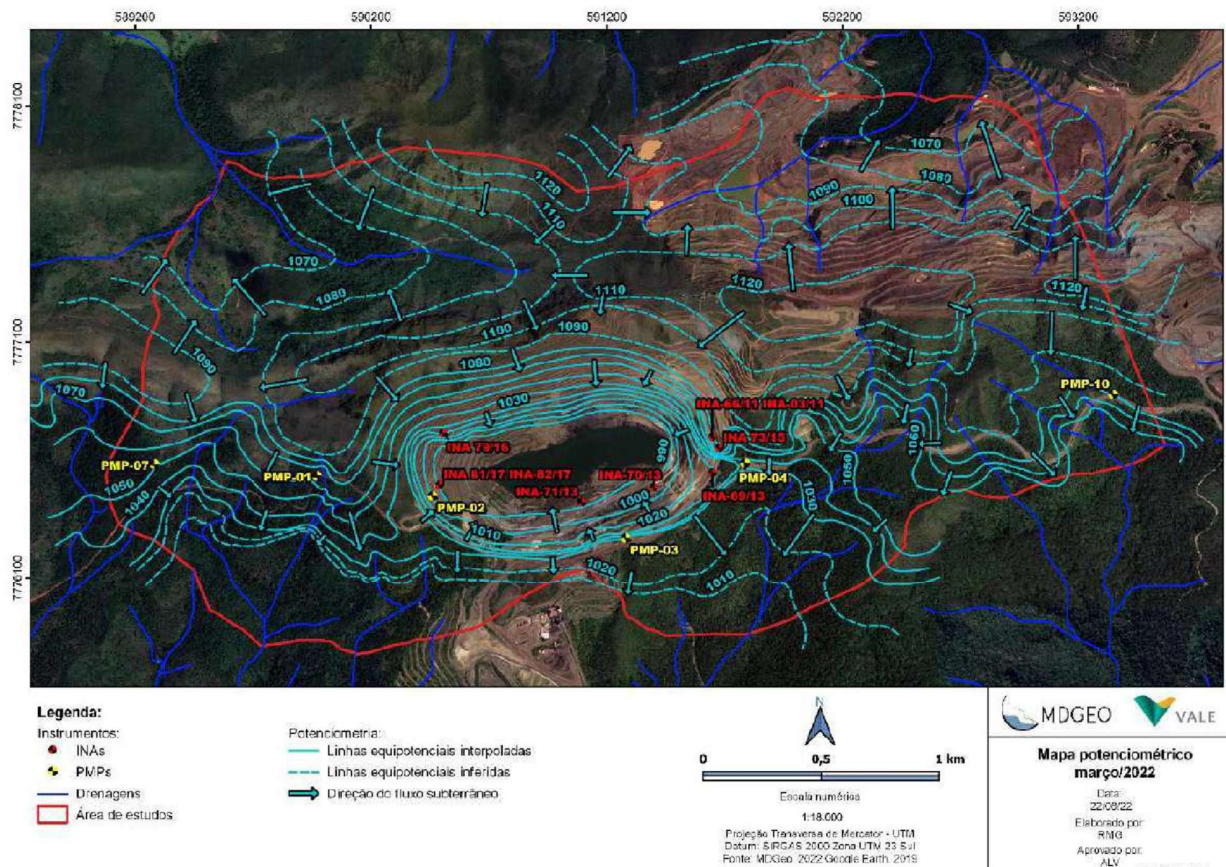 589200 590200 591200 592200 593200
7778100
7777100
7776100
1120
1110
1070
1080
1090
1100
1070
1080
1100
1110
1120
1120
1090
1080
1030
1090
1070
1050
1040
1060
1050
1030
990
1000
1020
1010
1020
1010
PMP-10
INA-66/11 INA-03/11
INA-73/15
INA-79/16
PMP-07
PMP-01
INA-81/17 INA-82/17
INA-70/13
INA-71/13
PMP-04
INA-69/13
PMP-02
PMP-03
Legenda:
Instrumentos:
INAs
PMPs
Drenagens
Área de estudos
Potenciometria:
Linhas equipotenciais interpoladas
Linhas equipotenciais inferidas
Direção do fluxo subterrâneo
N
0 0,5 1 km
Escala numérica
1:18.000
Projeção Transversa de Mercator - UTM
Datum: SIRGAS 2000 Zona UTM 23 Sul
Fonte: MDGeo, 2022 Google Earth, 2019
MDGEO VALE
Mapa potenciométrico
março/2022
Data:
22/08/22
Elaborado por:
RMG
Aprovado por:
ALV